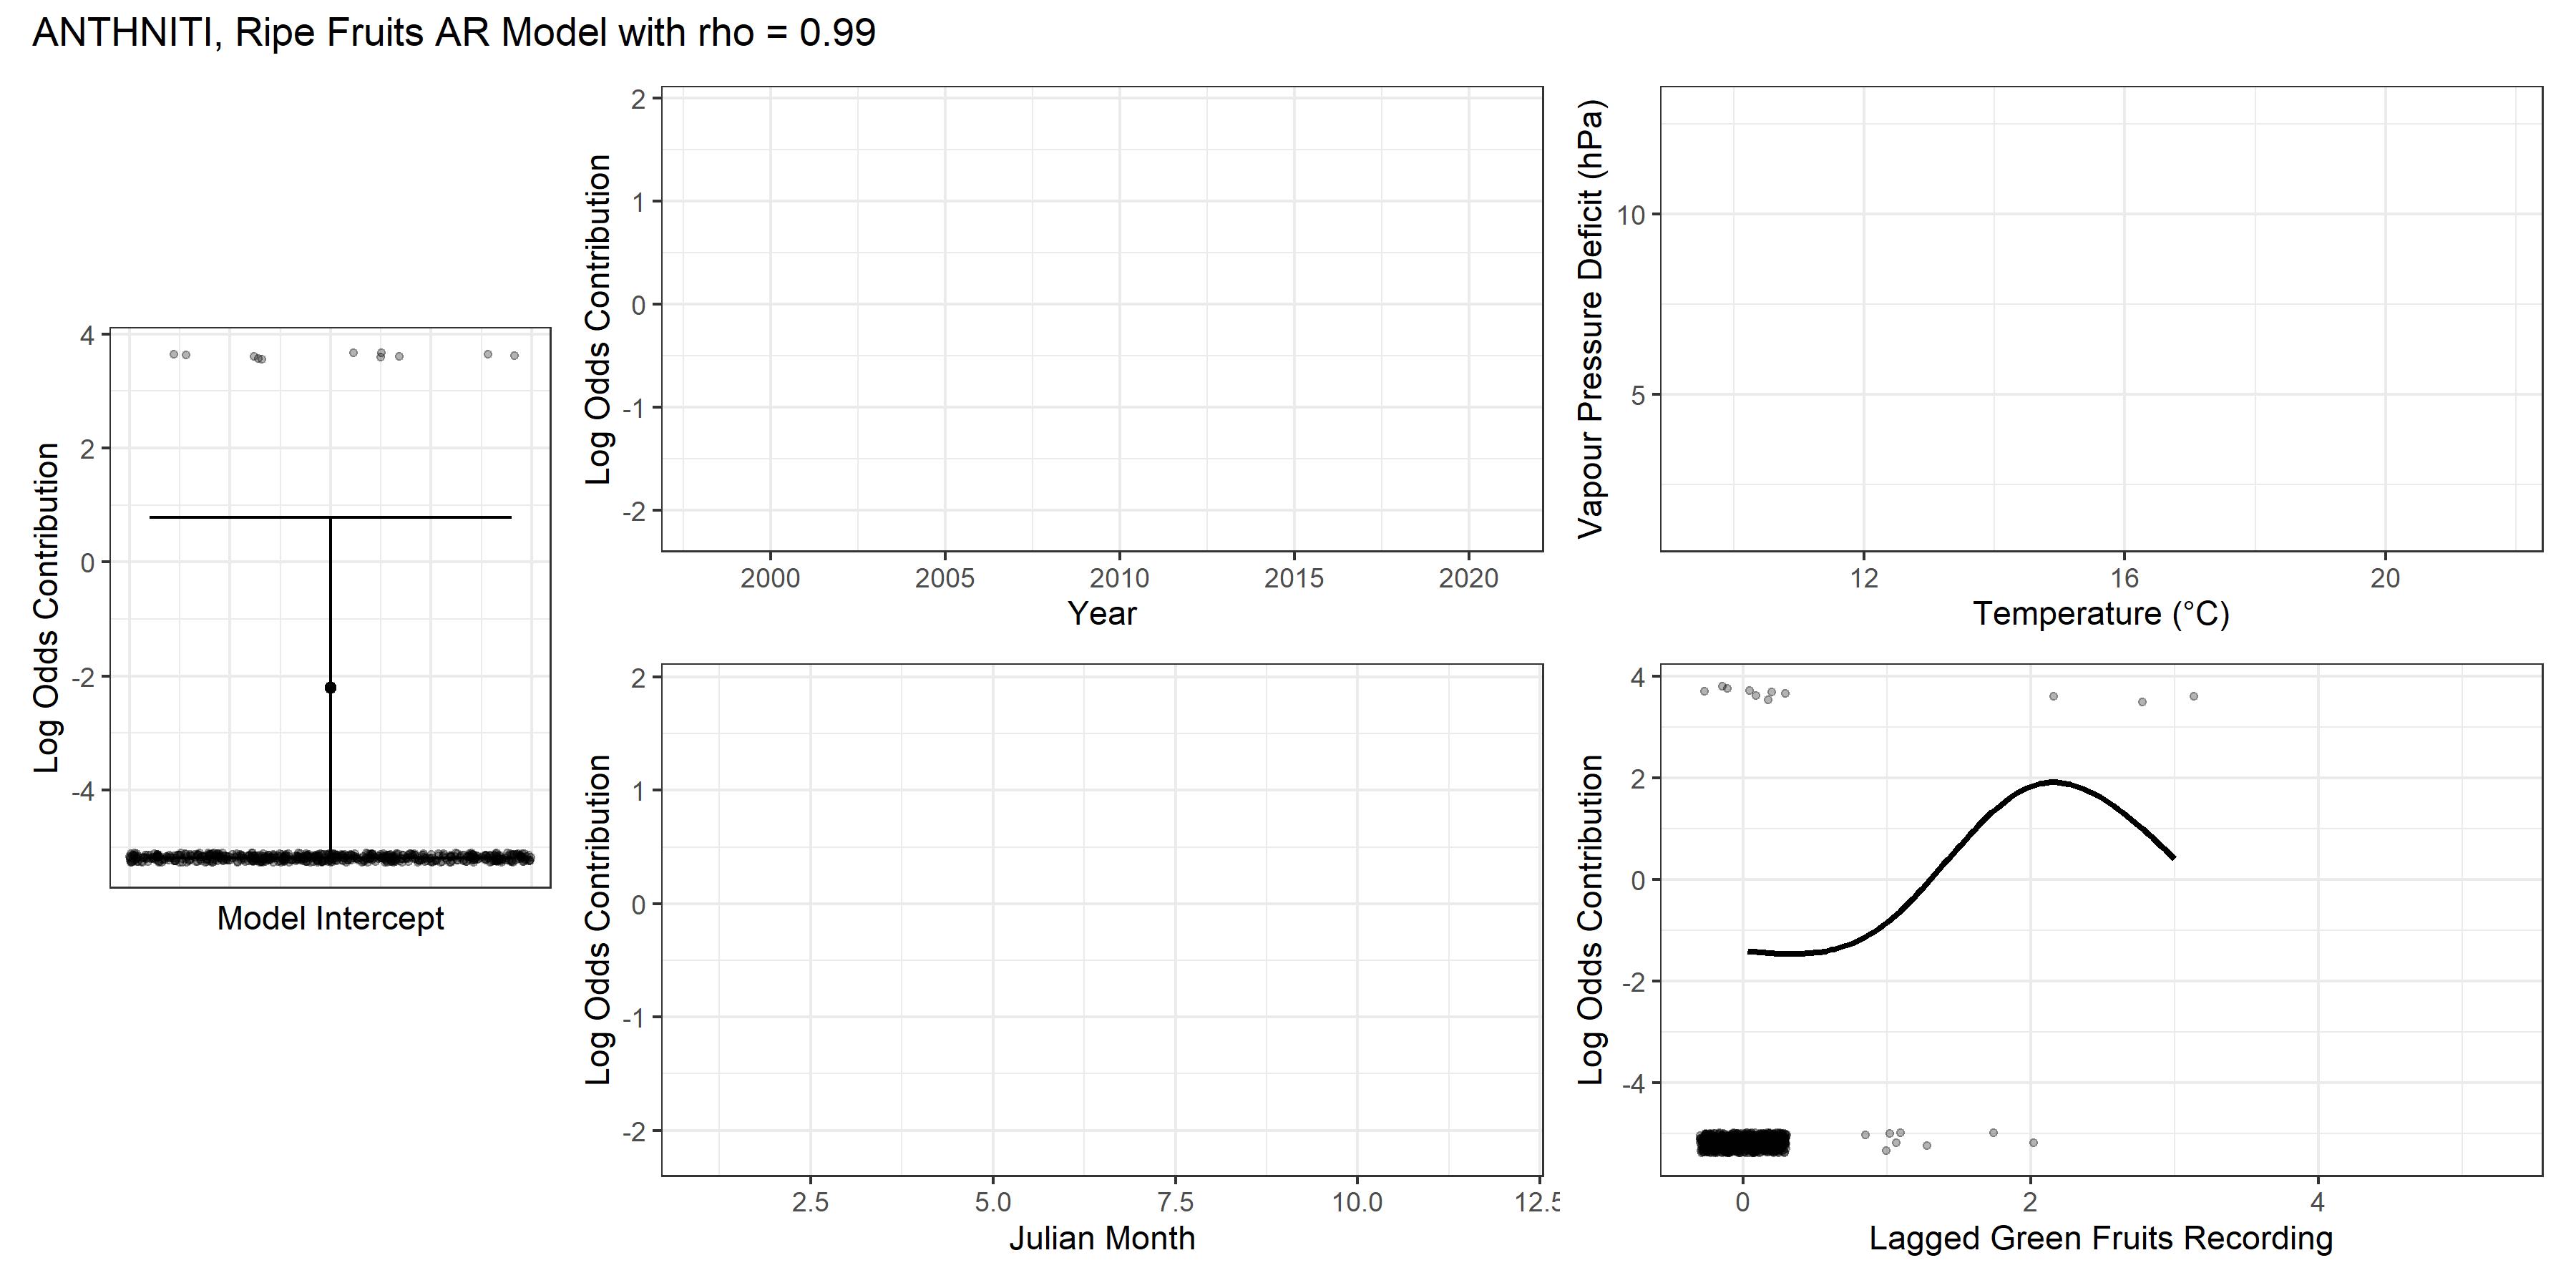 ANTHNITI, Ripe Fruits AR Model with rho = 0.99
4
2
0
-2
-4
Log Odds Contribution
Model Intercept
2
1
0
-1
-2
Log Odds Contribution
2000 2005 2010 2015 2020
Year
10
5
Vapour Pressure Deficit (hPa)
12 16 20
Temperature (°C)
2
1
0
-1
-2
Log Odds Contribution
2.5 5.0 7.5 10.0 12.5
Julian Month
4
2
0
-2
-4
Log Odds Contribution
0 2 4
Lagged Green Fruits Recording